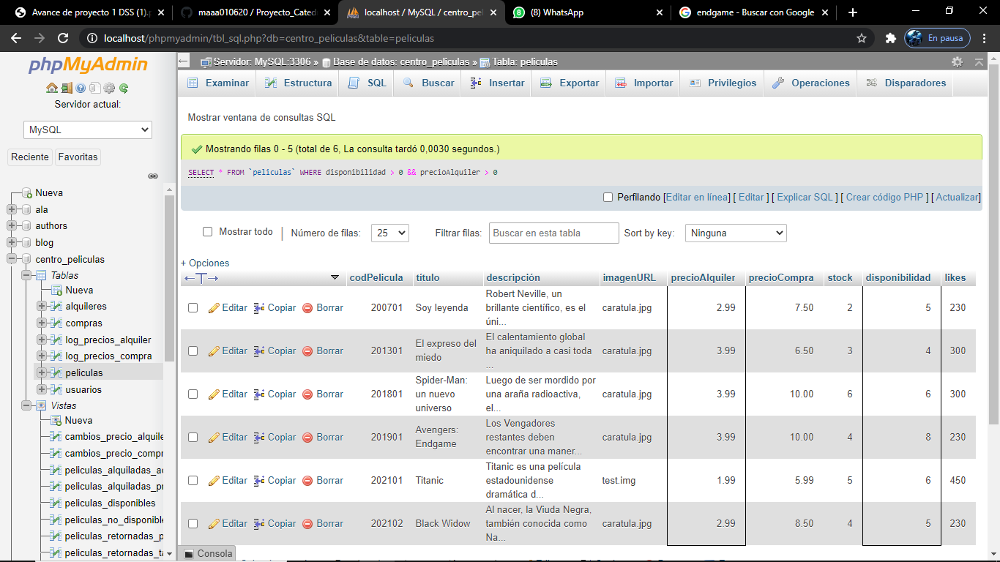 Avance de proyecto 1 DSS (1).p
maaa010620 / Proyecto_Cated
localhost / MySQL / centro_pel
(8) WhatsApp
endgame - Buscar con Google
localhost/phpmyadmin/tbl_sql.php?db=centro_peliculas&table=peliculas
En pausa
phpMyAdmin
Servidor actual:
MySQL
Reciente
Favoritas
Nueva
ala
authors
blog
centro_peliculas
Tablas
Nueva
alquileres
compras
log_precios_alquiler
log_precios_compra
peliculas
usuarios
Vistas
Nueva
cambios_precio_alquile
cambios_precio_compr
peliculas_alquiladas_ac
peliculas_alquiladas_pr
peliculas_disponibles
peliculas_no_disponible
peliculas_retornadas_p
peliculas_retornadas_ta
Servidor: MySQL:3306 » Base de datos: centro_peliculas » Tabla: peliculas
Examinar Estructura SQL Buscar Insertar Exportar Importar Privilegios Operaciones Disparadores
Mostrar ventana de consultas SQL
Mostrando filas 0 - 5 (total de 6, La consulta tardó 0,0030 segundos.)
SELECT * FROM `peliculas` WHERE disponibilidad > 0 && precioAlquiler > 0
Perfilando [Editar en línea] [ Editar ] [ Explicar SQL ] [ Crear código PHP ] [ Actualizar]
Mostrar todo | Número de filas: 25 Filtrar filas: Buscar en esta tabla Sort by key: Ninguna
+ Opciones
codPelicula título descripción imagenURL precioAlquiler precioCompra stock disponibilidad likes
Editar Copiar Borrar 200701 Soy leyenda Robert Neville, un
brillante científico, es el
úni... caratula.jpg 2.99 7.50 2 5 230
Editar Copiar Borrar 201301 El expreso del
miedo El calentamiento global
ha aniquilado a casi toda
... caratula.jpg 3.99 6.50 3 4 300
Editar Copiar Borrar 201801 Spider-Man:
un nuevo
universo Luego de ser mordido por
una araña radioactiva,
el... caratula.jpg 3.99 10.00 6 6 300
Editar Copiar Borrar 201901 Avengers:
Endgame Los Vengadores
restantes deben
encontrar una maner... caratula.jpg 3.99 10.00 4 8 230
Editar Copiar Borrar 202101 Titanic Titanic es una película
estadounidense
dramática d... test.img 1.99 5.99 5 6 450
Editar Copiar Borrar 202102 Black Widow Al nacer, la Viuda Negra,
también conocida como
Na... caratula.jpg 2.99 8.50 4 5 230
Consola